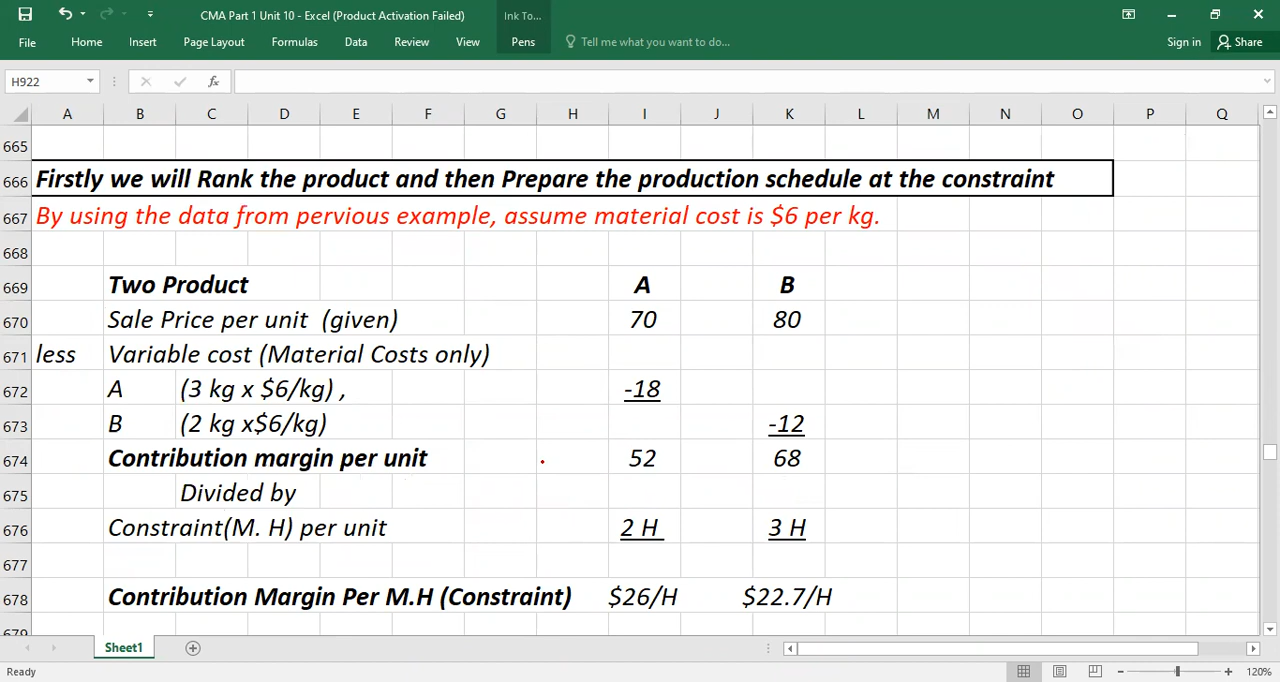 CMA Part 1 Unit 10 - Excel (Product Activation Failed) Ink To...
File Home Insert Page Layout Formulas Data Review View Pens Tell me what you want to do... Sign in Share
H922 fx
A B C D E F G H I J K L M N O P Q
665
666 Firstly we will Rank the product and then Prepare the production schedule at the constraint
667 By using the data from pervious example, assume material cost is $6 per kg.
668
669 Two Product A B
670 Sale Price per unit (given) 70 80
671 less Variable cost (Material Costs only)
672 A (3 kg x $6/kg) , -18
673 B (2 kg x$6/kg) -12
674 Contribution margin per unit 52 68
675 Divided by
676 Constraint(M. H) per unit 2 H 3 H
677
678 Contribution Margin Per M.H (Constraint) $26/H $22.7/H
679
Sheet1
Ready 120%